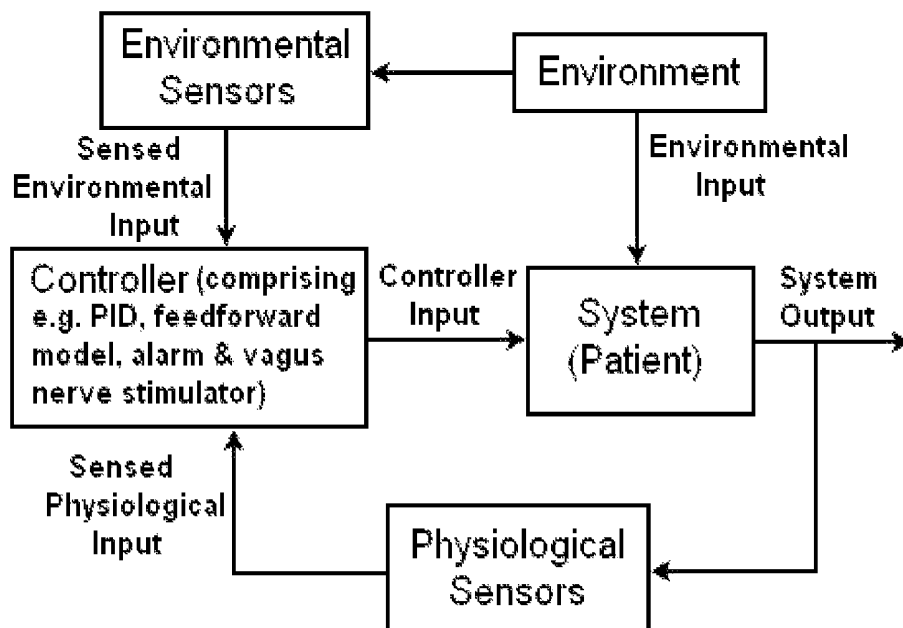 Environmental
Sensors
Environment
Sensed
Environmental
Input
Environmental
Input
Controller (comprising
e.g. PID, feedforward
model, alarm & vagus
nerve stimulator)
Controller
Input
System
(Patient)
System
Output
Sensed
Physiological
Input
Physiological
Sensors